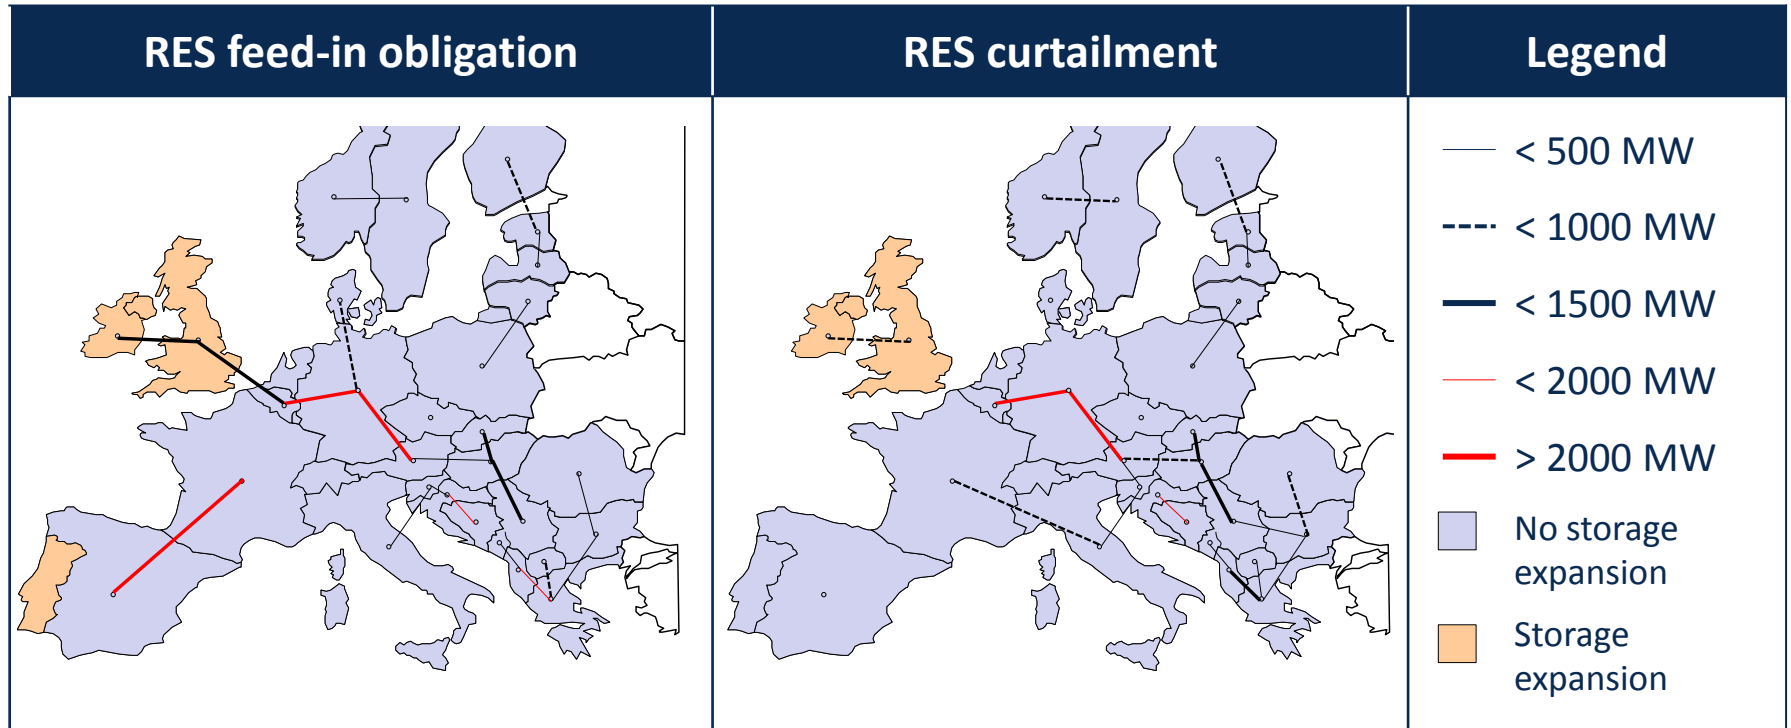 RES feed-in obligation
RES curtailment
Legend
< 500 MW
< 1000 MW
< 1500 MW
< 2000 MW
> 2000 MW
No storage
expansion
Storage
expansion